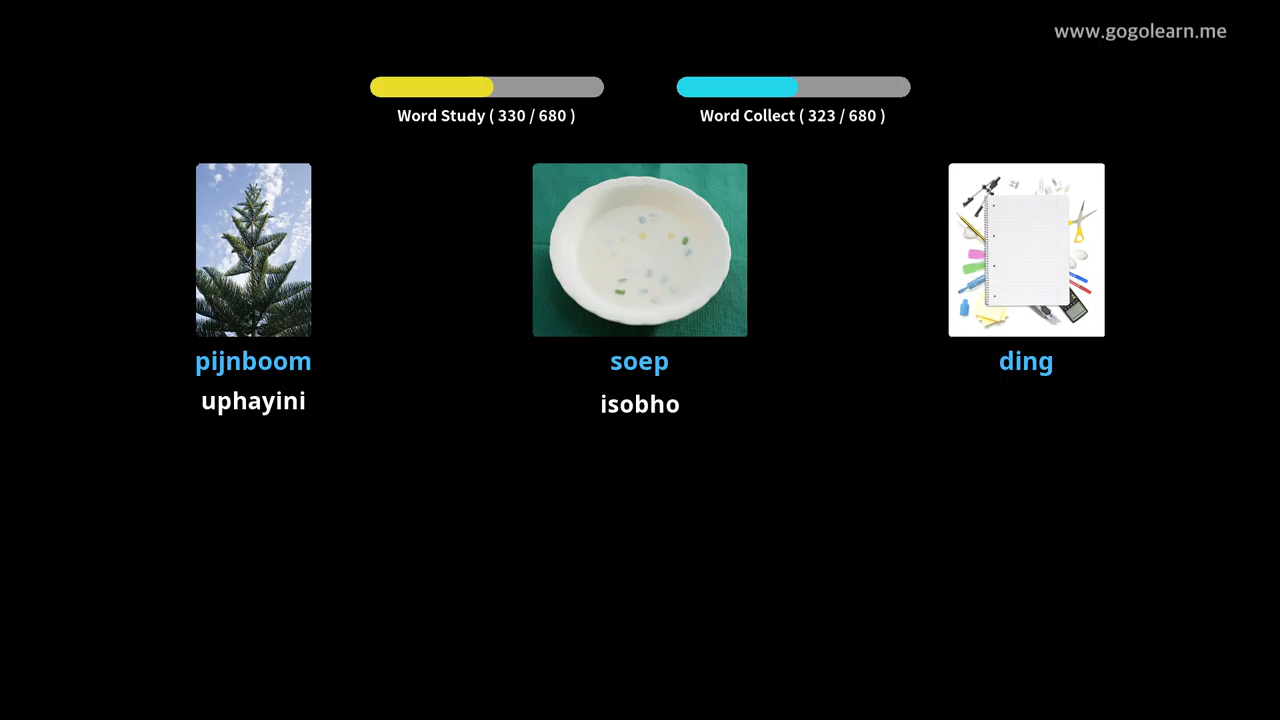 www.gogolearn.me
Word Study ( 330 / 680 )
Word Collect ( 323 / 680 )
pijnboom
soep
ding
uphayini
isobho